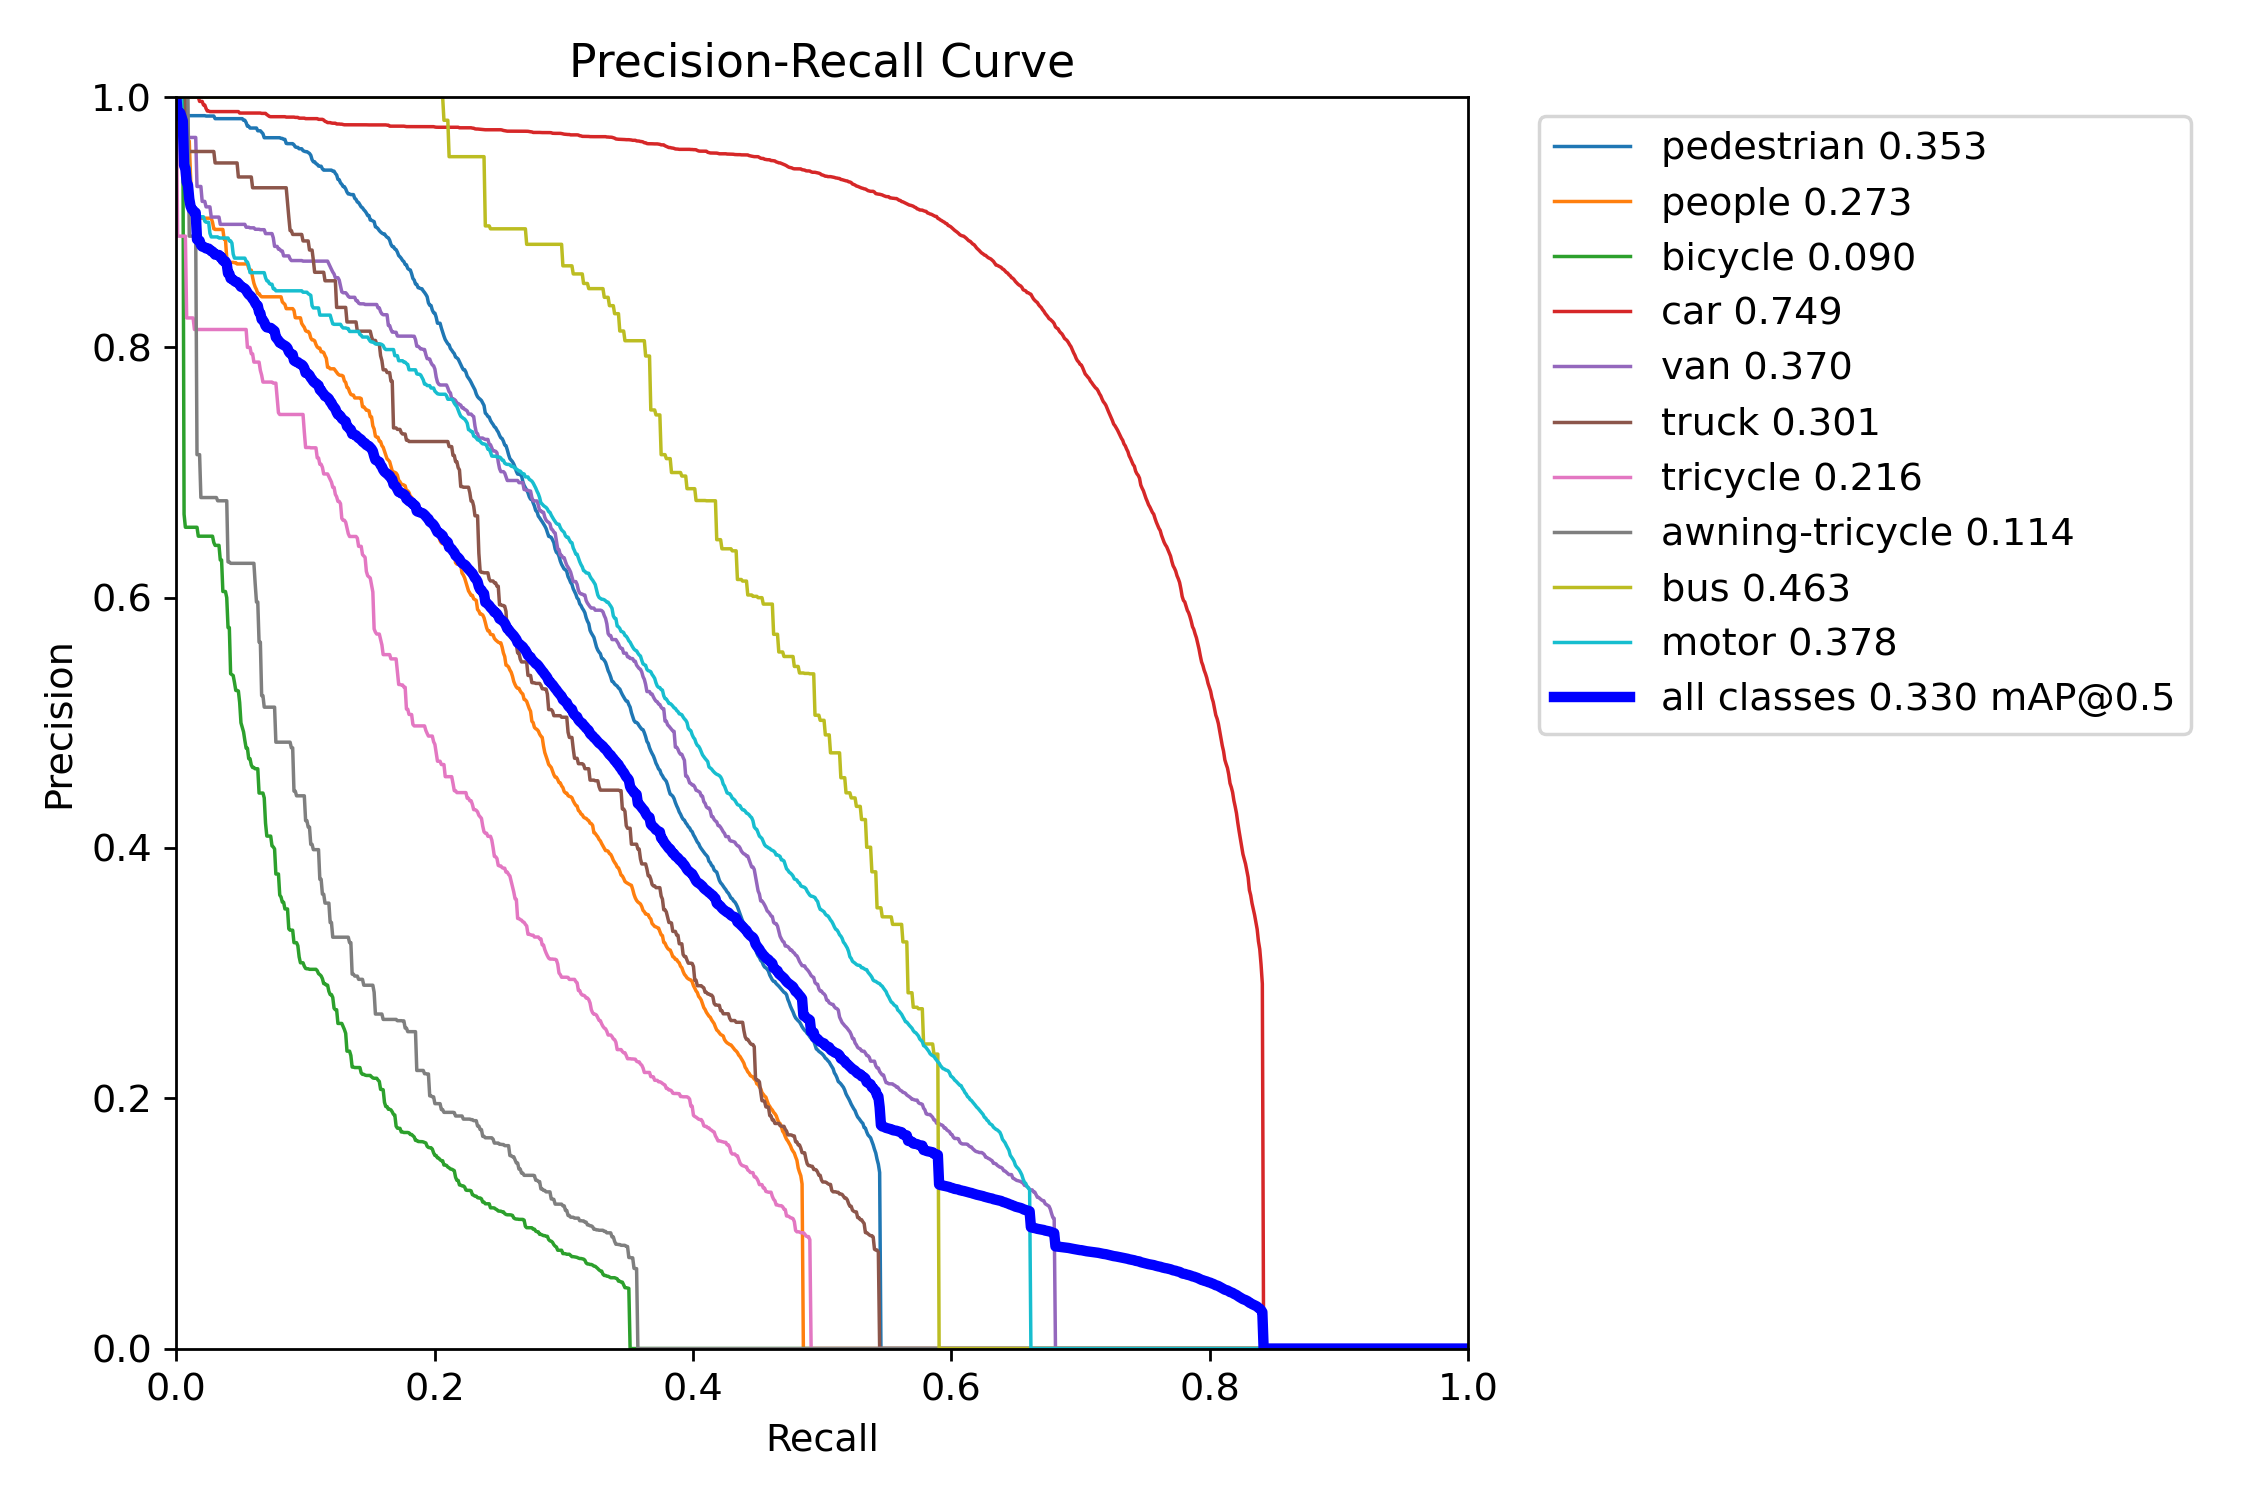 Precision-Recall Curve
1.0
0.8
0.6
0.4
0.2
0.0
Precision
0.0 0.2 0.4 0.6 0.8 1.0
Recall
pedestrian 0.353
people 0.273
bicycle 0.090
car 0.749
van 0.370
truck 0.301
tricycle 0.216
awning-tricycle 0.114
bus 0.463
motor 0.378
all classes 0.330 mAP@0.5